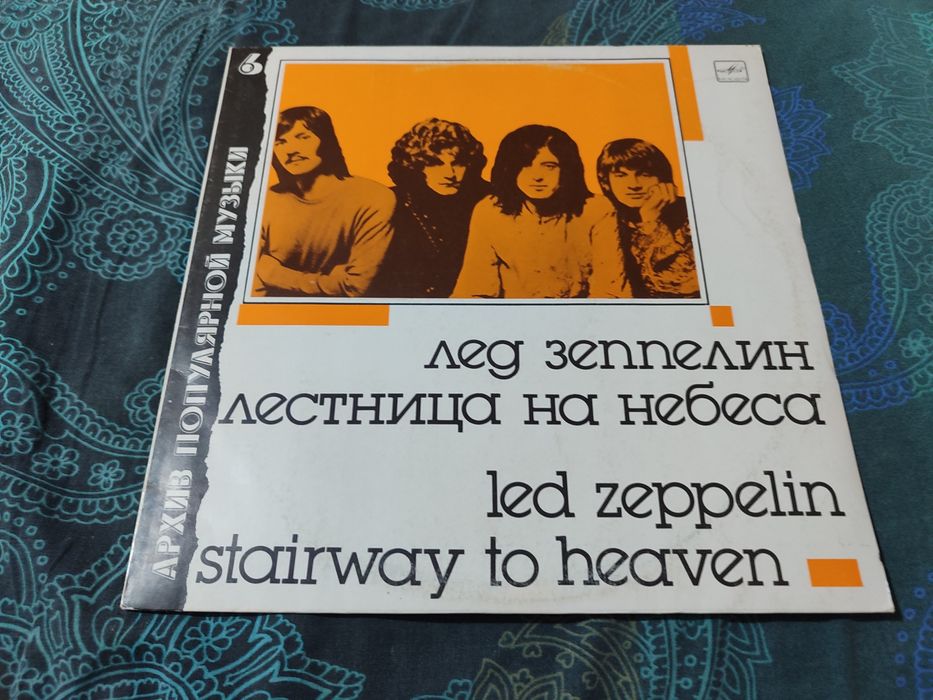 6
АРХИВ ПОПУЛЯРНОЙ МУЗЫКИ
лед зеппелин
лестница на небеса
led zeppelin
stairway to heaven